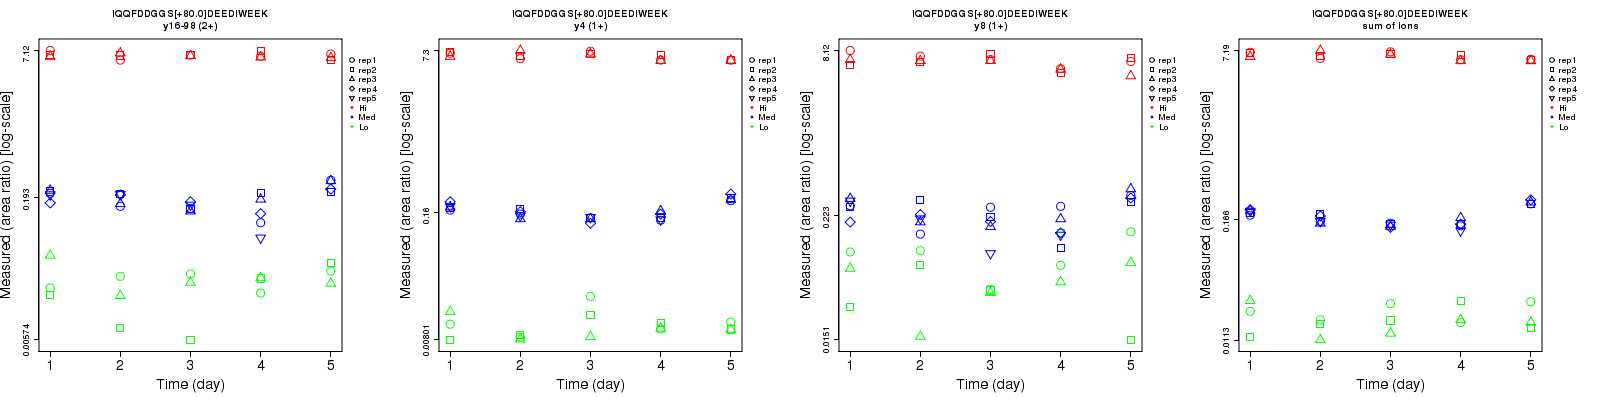 IQQFDDGGS[+80.0]DEEDIWEEK
y16-98 (2+)
Measured (area ratio) [log-scale]
7.12
0.193
0.00574
1 2 3 4 5
Time (day)
rep1
rep2
rep3
rep4
rep5
Hi
Med
Lo
IQQFDDGGS[+80.0]DEEDIWEEK
y4 (1+)
Measured (area ratio) [log-scale]
7.3
0.16
0.00801
1 2 3 4 5
Time (day)
rep1
rep2
rep3
rep4
rep5
Hi
Med
Lo
IQQFDDGGS[+80.0]DEEDIWEEK
y8 (1+)
Measured (area ratio) [log-scale]
8.12
0.223
0.0151
1 2 3 4 5
Time (day)
rep1
rep2
rep3
rep4
rep5
Hi
Med
Lo
IQQFDDGGS[+80.0]DEEDIWEEK
sum of ions
Measured (area ratio) [log-scale]
7.19
0.166
0.0113
1 2 3 4 5
Time (day)
rep1
rep2
rep3
rep4
rep5
Hi
Med
Lo